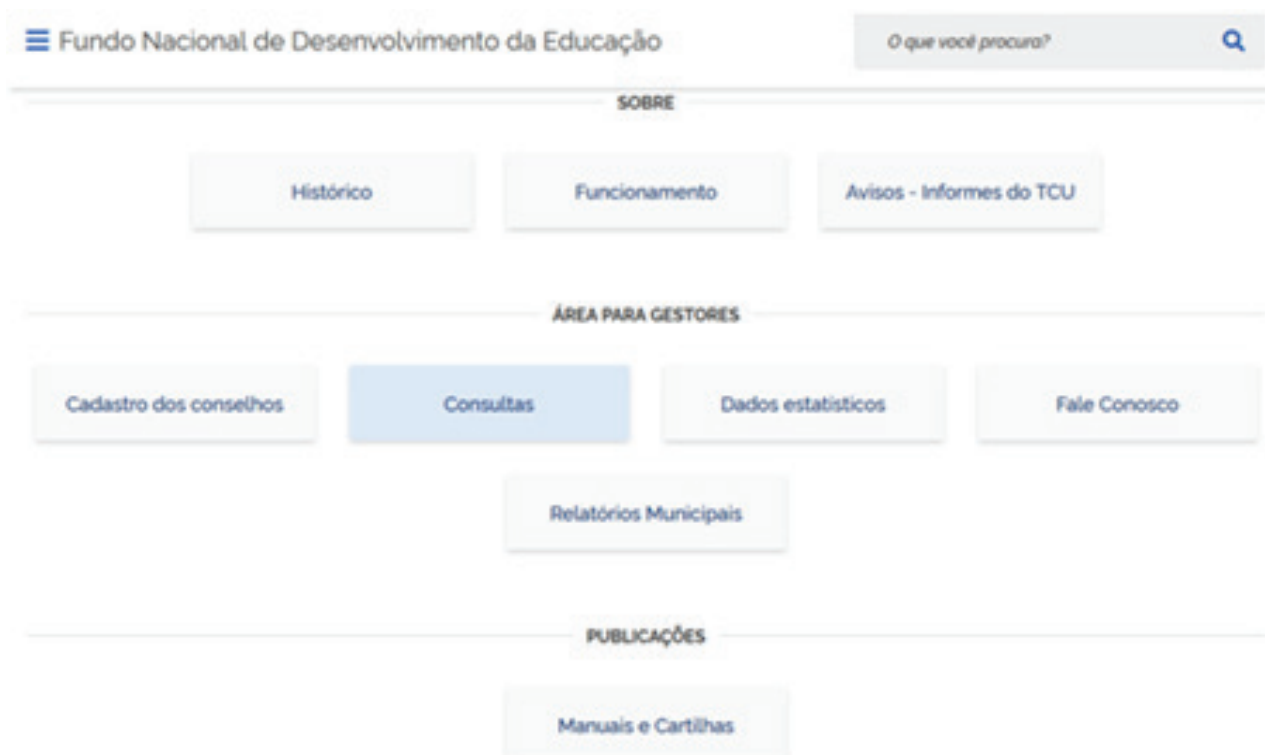 Fundo Nacional de Desenvolvimento da Educação
O que você procura?
SOBRE
Histórico
Funcionamento
Avisos - Informes do TCU
ÁREA PARA GESTORES
Cadastro dos conselhos
Consultas
Dados estatísticos
Fale Conosco
Relatórios Municipais
PUBLICAÇÕES
Manuais e Cartilhas